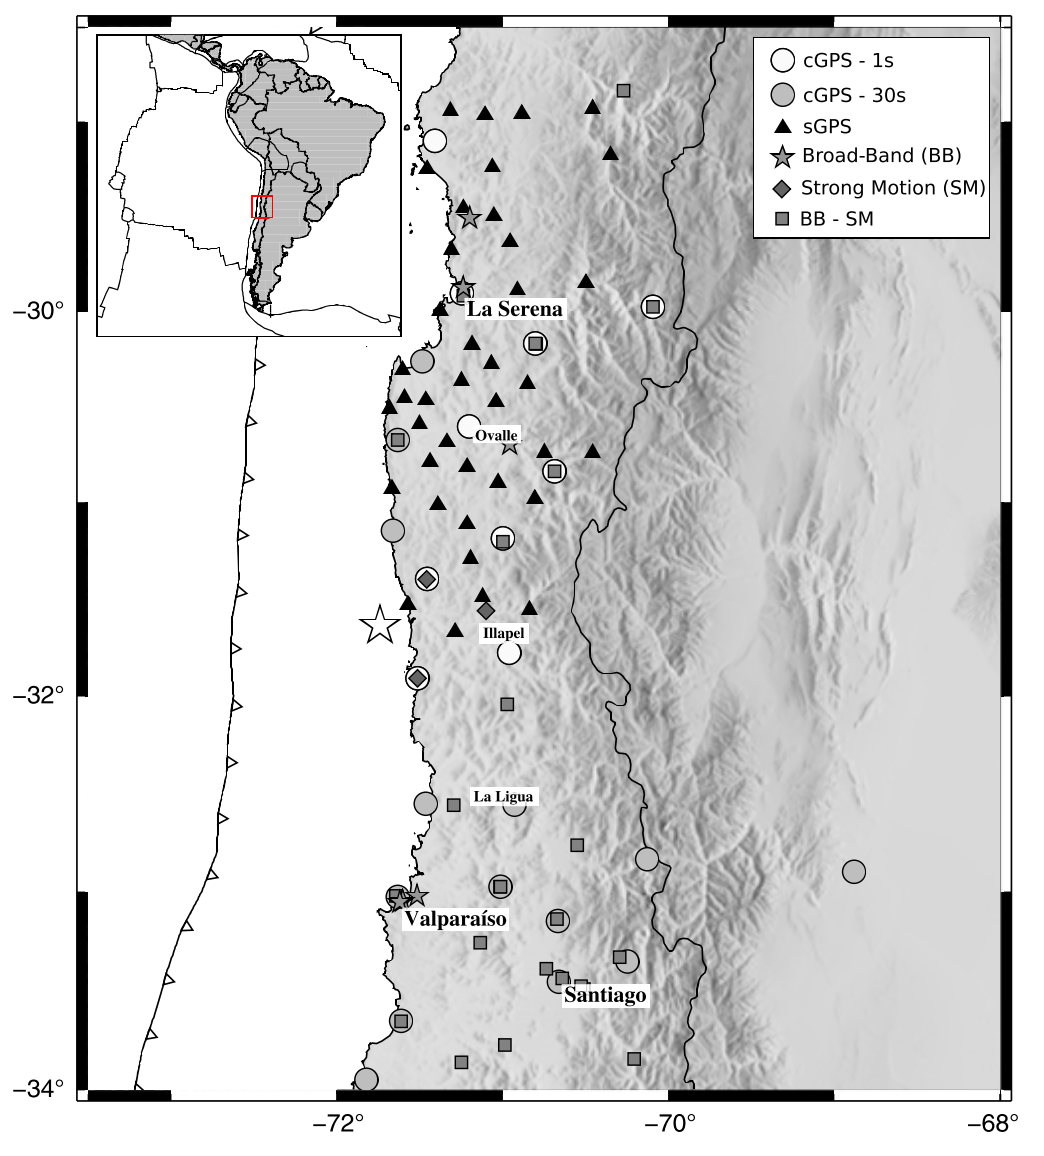 cGPS - 1s
cGPS - 30s
sGPS
Broad-Band (BB)
Strong Motion (SM)
BB - SM
−30°
La Serena
Ovalle
Illapel
−32°
La Ligua
Valparaíso
Santiago
−34°
−72°
−70°
−68°